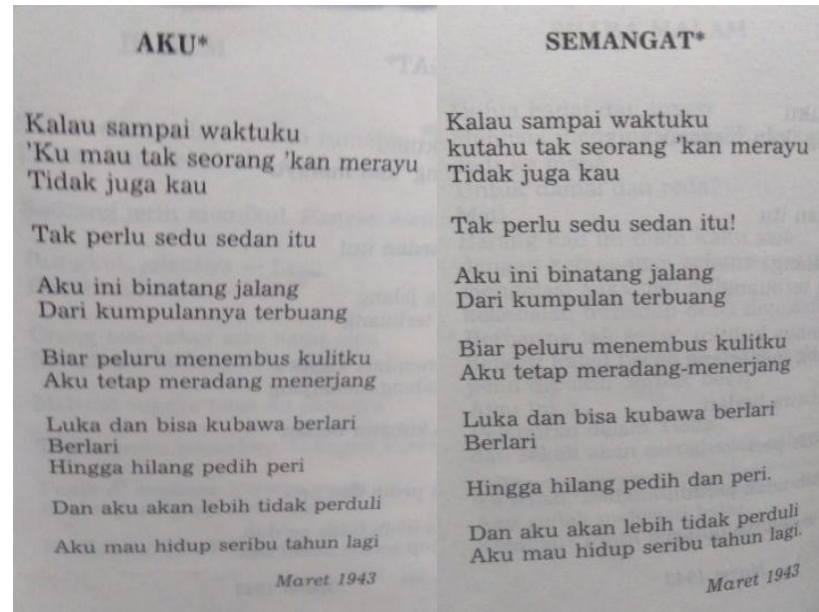 AKU*
Kalau sampai waktuku
'Ku mau tak seorang 'kan merayu
Tidak juga kau
Tak perlu sedu sedan itu
Aku ini binatang jalang
Dari kumpulannya terbuang
Biar peluru menembus kulitku
Aku tetap meradang menerjang
Luka dan bisa kubawa berlari
Berlari
Hingga hilang pedih peri
Dan aku akan lebih tidak perduli
Aku mau hidup seribu tahun lagi
Maret 1943
SEMANGAT*
Kalau sampai waktuku
kutahu tak seorang 'kan merayu
Tidak juga kau
Tak perlu sedu sedan itu!
Aku ini binatang jalang
Dari kumpulan terbuang
Biar peluru menembus kulitku
Aku tetap meradang-menerjang
Luka dan bisa kubawa berlari
Berlari
Hingga hilang pedih dan peri.
Dan aku akan lebih tidak perduli
Aku mau hidup seribu tahun lagi.
Maret 1943